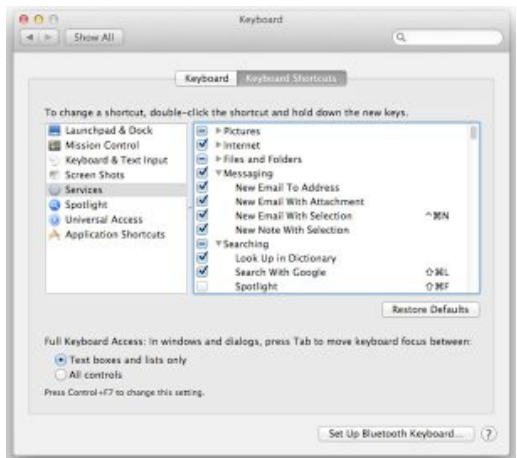 Keyboard
Show All
Keyboard Keyboard Shortcuts
To change a shortcut, double-click the shortcut and hold down the new keys.
Launchpad & Dock
Mission Control
Keyboard & Text Input
Screen Shots
Services
Spotlight
Universal Access
Application Shortcuts
Pictures
Internet
Files and Folders
Messaging
New Email To Address
New Email With Attachment
New Email With Selection ^⌘N
New Note With Selection
Searching
Look Up in Dictionary
Search With Google ⇧⌘L
Spotlight ⇧⌘F
Restore Defaults
Full Keyboard Access: In windows and dialogs, press Tab to move keyboard focus between:
Text boxes and lists only
All controls
Press Control+F7 to change this setting.
Set Up Bluetooth Keyboard... ?